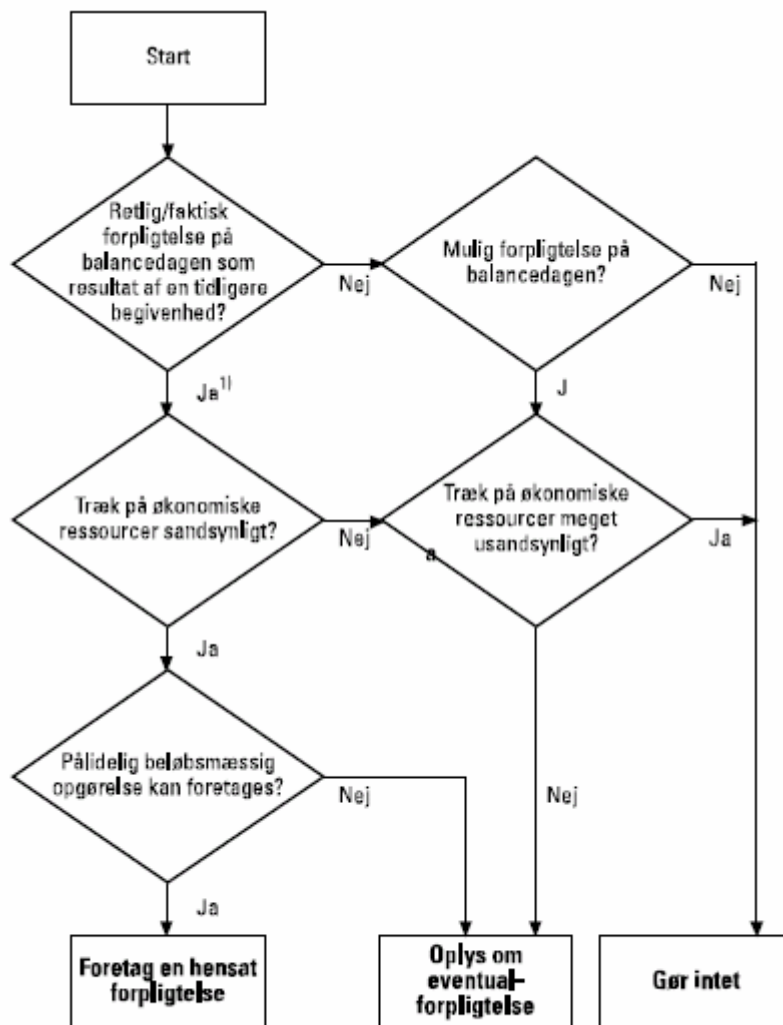 Start
Retlig/faktisk
forpligtelse på
balancedagen som
resultat af en tidligere
begivenhed?
Nej
Mulig forpligtelse på
balancedagen?
Nej
Ja¹⁾
J
Træk på økonomiske
ressourcer sandsynligt?
Nej
Træk på økonomiske
ressourcer meget
usandsynligt?
a
Ja
Ja
Pålidelig beløbsmæssig
opgørelse kan foretages?
Nej
Nej
Ja
Foretag en hensat
forpligtelse
Oplys om
eventual-
forpligtelse
Gør intet